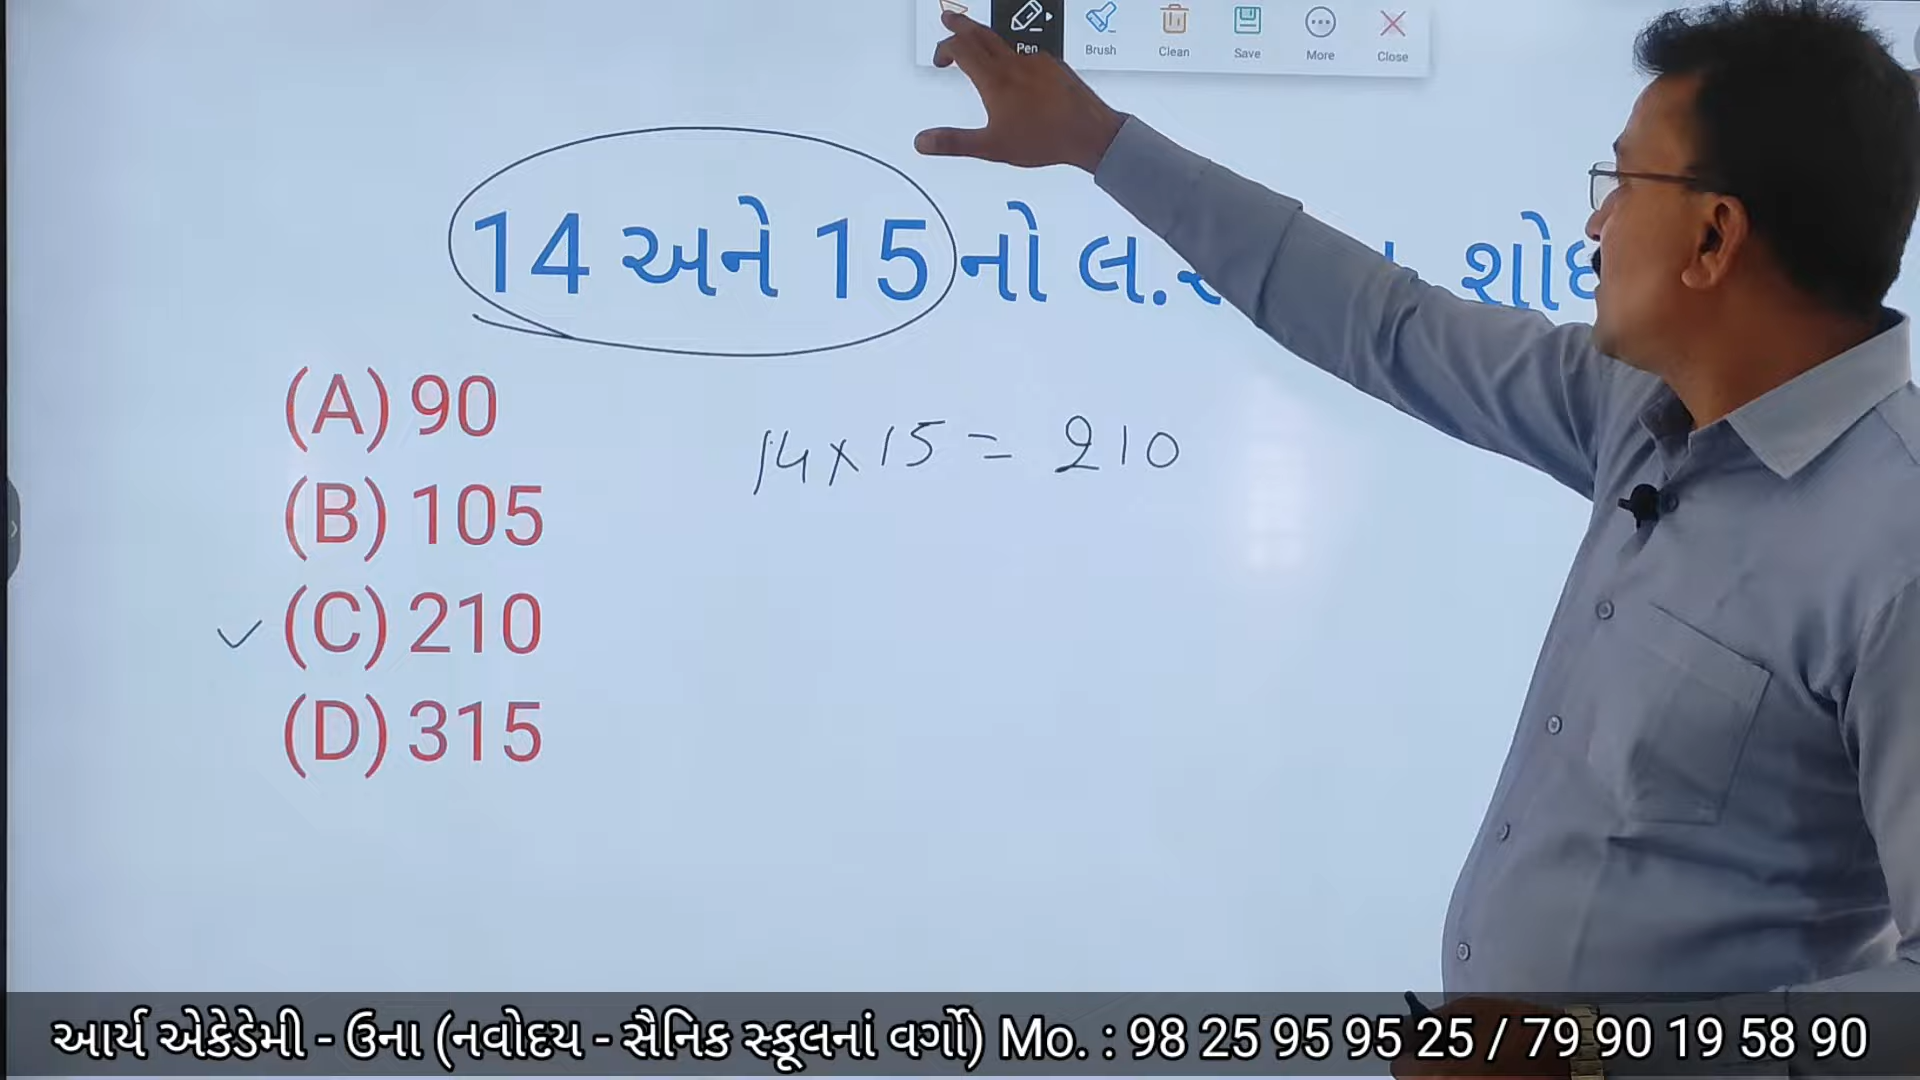 Pen Brush Clean Save More Close
14 અને 15 નો લ.
(A) 90
14 x 15 = 210
(B) 105
✓ (C) 210
(D) 315
આર્ય એકેડેમી - ઉના (નવોદય - સૈનિક સ્કૂલનાં વર્ગો) Mo. : 98 25 95 95 25 / 79 90 19 58 90